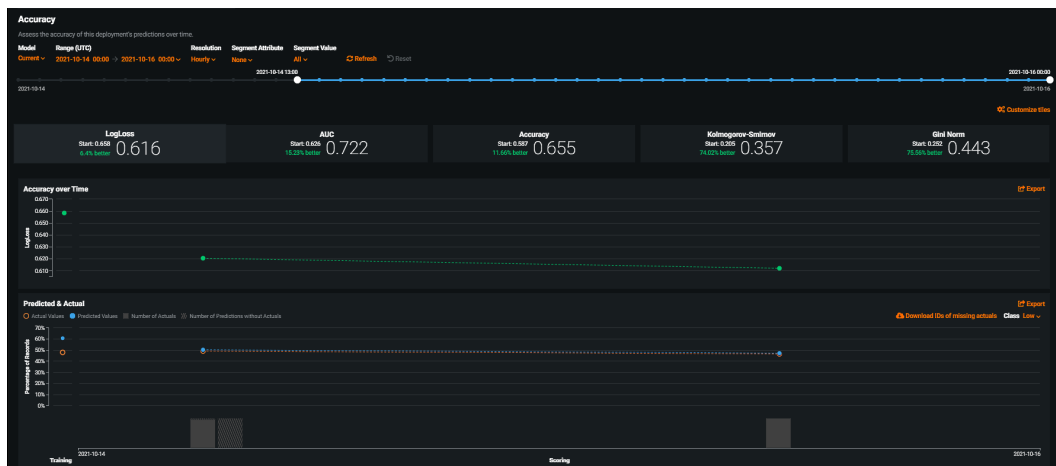 Accuracy
Assess the accuracy of this deployment's predictions over time.
Model Range (UTC) Resolution Segment Attribute Segment Value
Current 2021-10-14 00:00 → 2021-10-16 00:00 Hourly None All Refresh Reset
2021-10-14 13:00 2021-10-16 00:00
2021-10-14 2021-10-16
Customize tiles
LogLoss AUC Accuracy Kolmogorov-Smirnov Gini Norm
Start: 0.658 0.616 Start: 0.626 0.722 Start: 0.587 0.655 Start: 0.205 0.357 Start: 0.252 0.443
6.4% better 15.23% better 11.66% better 74.02% better 75.56% better
Accuracy over Time Export
0.670
0.660
0.650
0.640
0.630
0.620
0.610
LogLoss
Predicted & Actual Export
Actual Values Predicted Values Number of Actuals Number of Predictions without Actuals Download IDs of missing actuals Class Low
70%
60%
50%
40%
30%
20%
10%
0%
Percentage of Records
2021-10-14 2021-10-16
Training Scoring